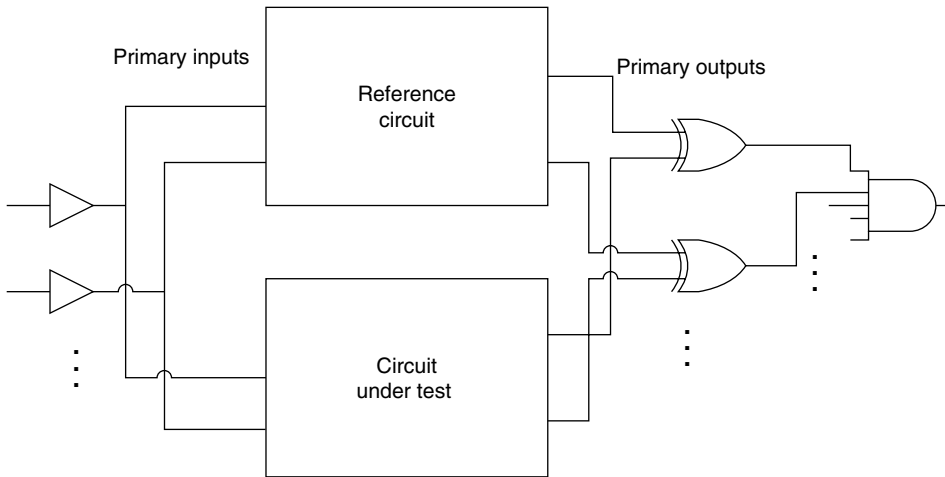 Primary inputs
Reference
circuit
Primary outputs
Circuit
under test